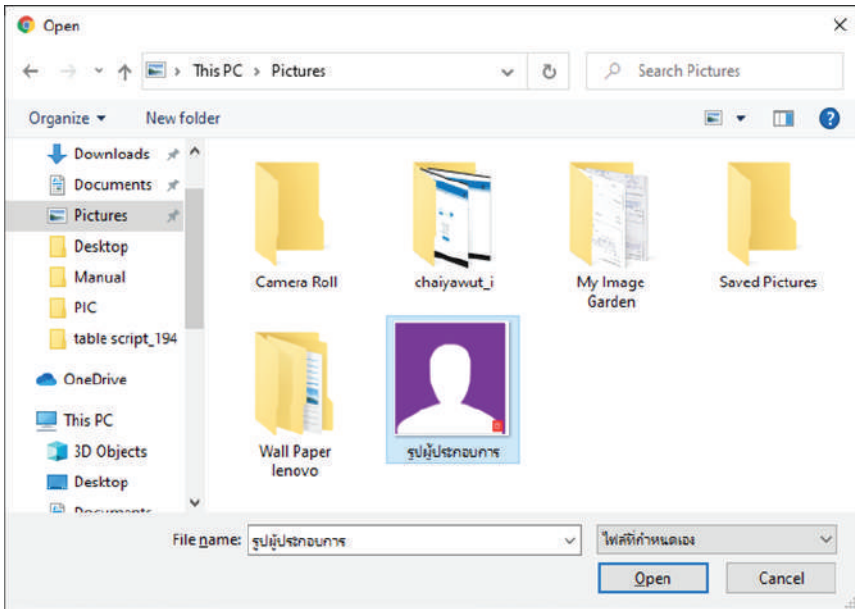 Open
This PC > Pictures
Search Pictures
Organize
New folder
Downloads
Documents
Pictures
Desktop
Manual
PIC
table script_194
OneDrive
This PC
3D Objects
Desktop
Documents
Camera Roll
chaiyawut_i
My Image
Garden
Saved Pictures
Wall Paper
lenovo
รูปผู้ประกอบการ
File name: รูปผู้ประกอบการ
ไฟล์ที่กำหนดเอง
Open
Cancel